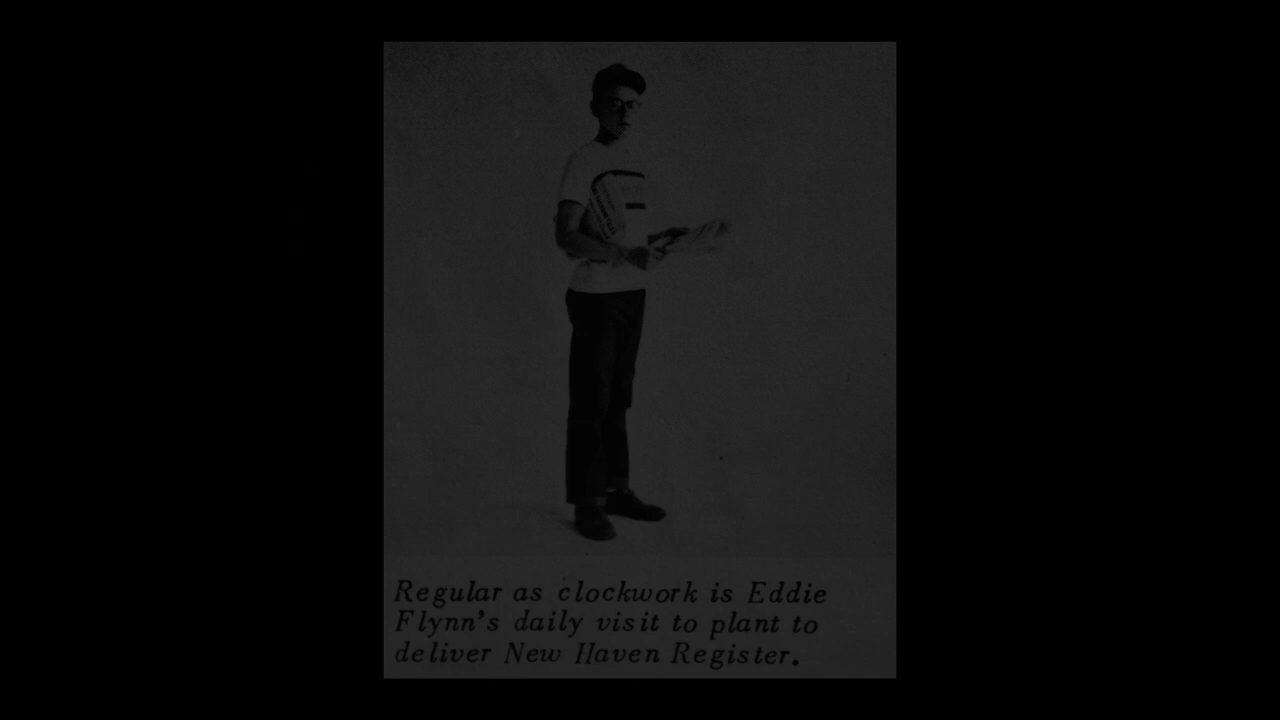 Regular as clockwork is Eddie
Flynn's daily visit to plant to
deliver New Haven Register.